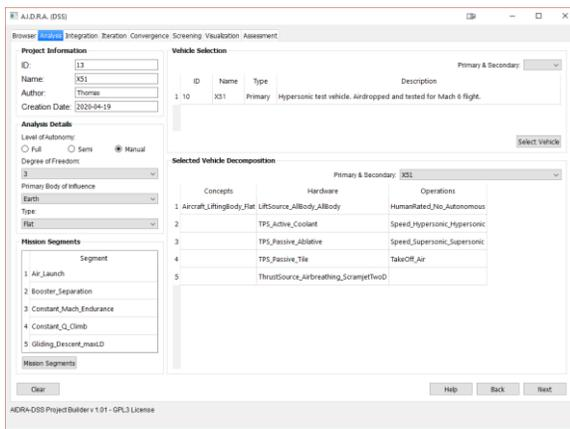 A.I.D.R.A. (DSS)
Browser Analysis Integration Iteration Convergence Screening Visualization Assessment
Project Information
ID: 13
Name: X51
Author: Thomas
Creation Date: 2020-04-19
Analysis Details
Level of Autonomy:
Full Semi Manual
Degree of Freedom:
3
Primary Body of Influence
Earth
Type:
Flat
Mission Segments
Segment
1 Air_Launch
2 Booster_Separation
3 Constant_Mach_Endurance
4 Constant_Q_Climb
5 Gliding_Descent_maxLD
Mission Segments
Vehicle Selection
Primary & Secondary:
ID Name Type Description
1 10 X51 Primary Hypersonic test vehicle. Airdropped and tested for Mach 6 flight.
Select Vehicle
Selected Vehicle Decomposition
Primary & Secondary: X51
Concepts Hardware Operations
1 Aircraft_LiftingBody_Flat LiftSource_AllBody_AllBody HumanRated_No_Autonomous
2 TPS_Active_Coolant Speed_Hypersonic_Hypersonic
3 TPS_Passive_Ablative Speed_Supersonic_Supersonic
4 TPS_Passive_Tile TakeOff_Air
5 ThrustSource_Airbreathing_ScramjetTwoD
Clear Help Back Next
AIDRA-DSS Project Builder v 1.01 - GPL3 License